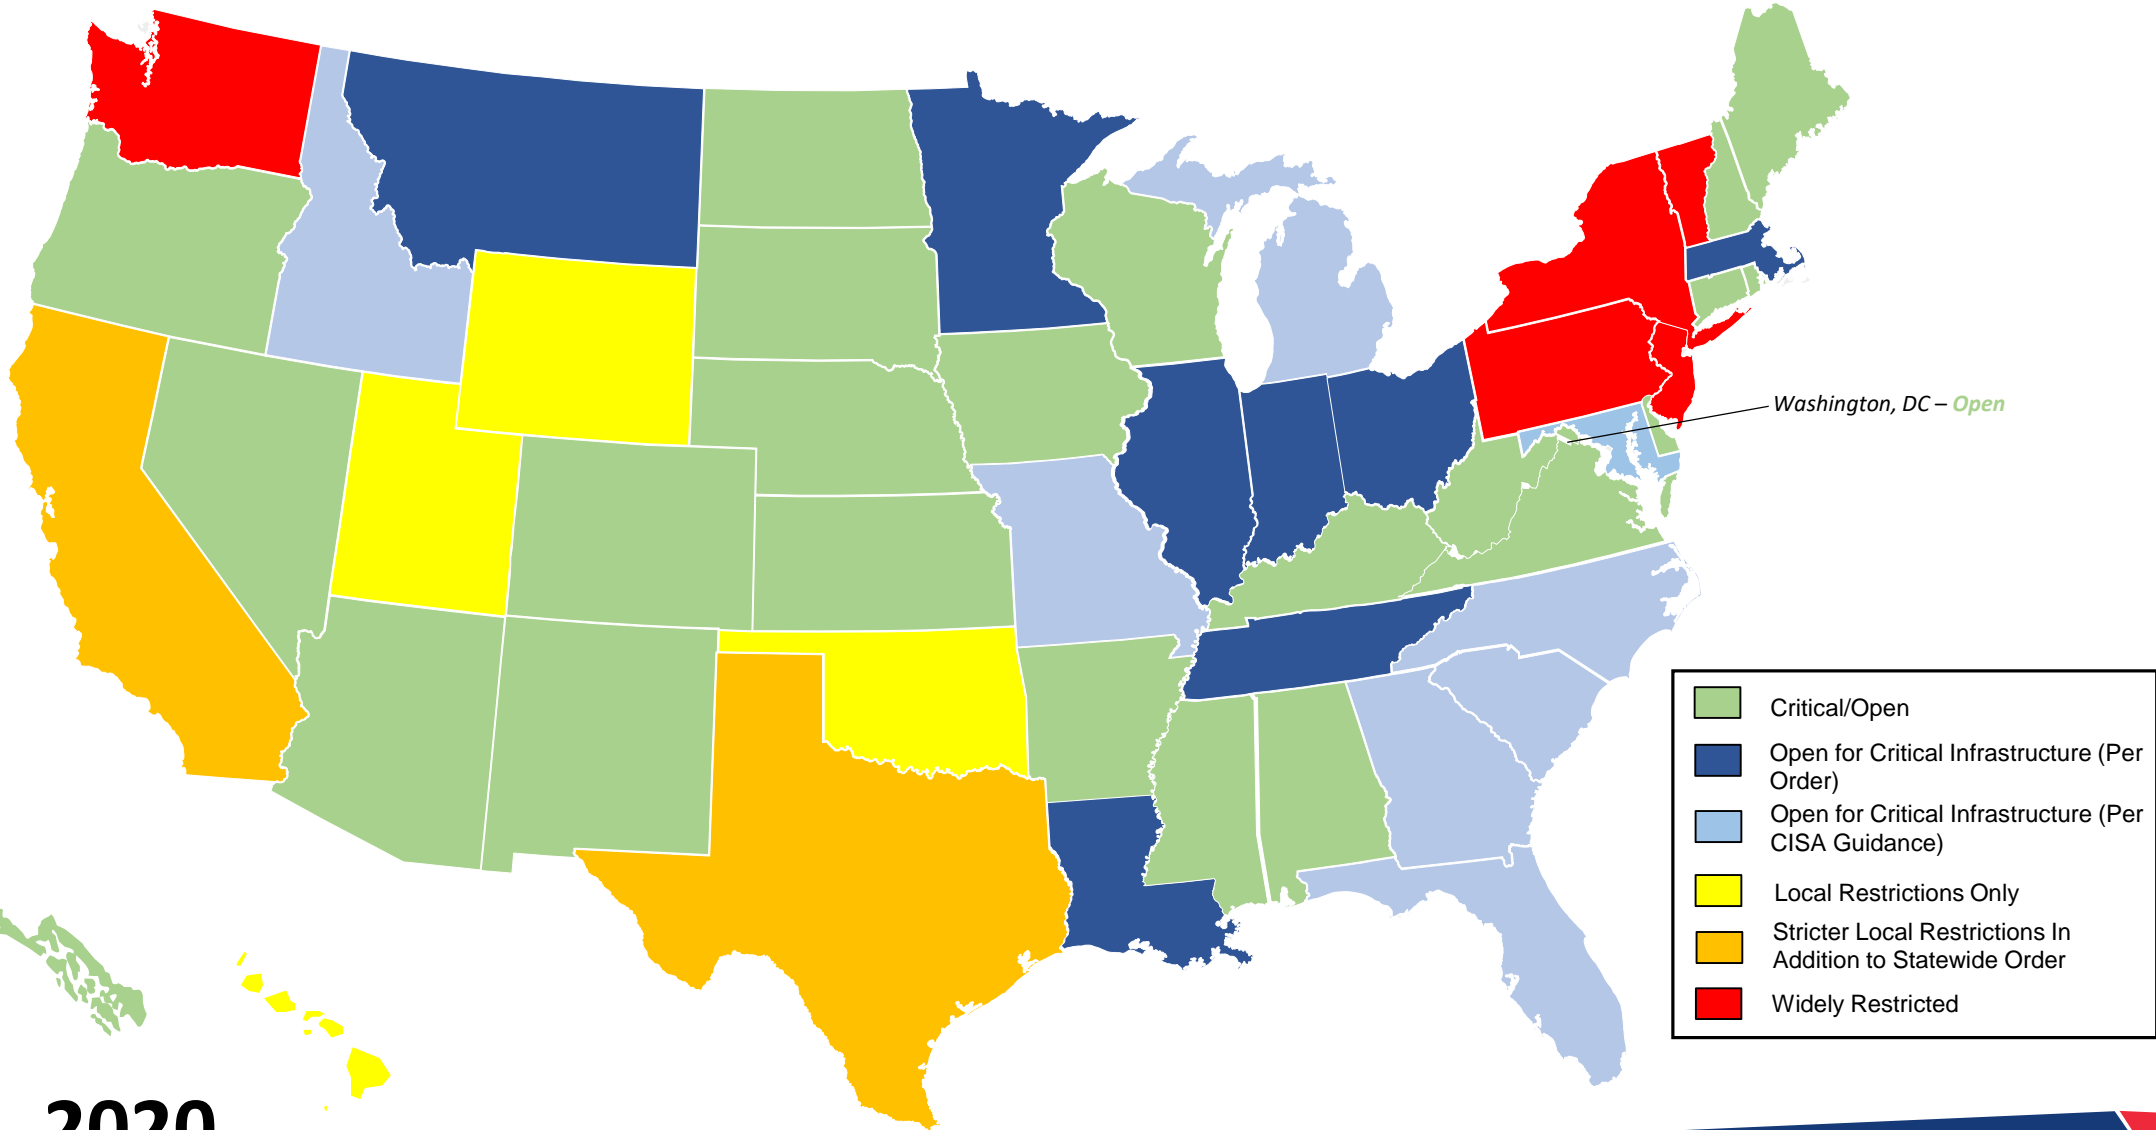 Washington, DC – Open
Critical/Open
Open for Critical Infrastructure (Per
Order)
Open for Critical Infrastructure (Per
CISA Guidance)
Local Restrictions Only
Stricter Local Restrictions In
Addition to Statewide Order
Widely Restricted
2020